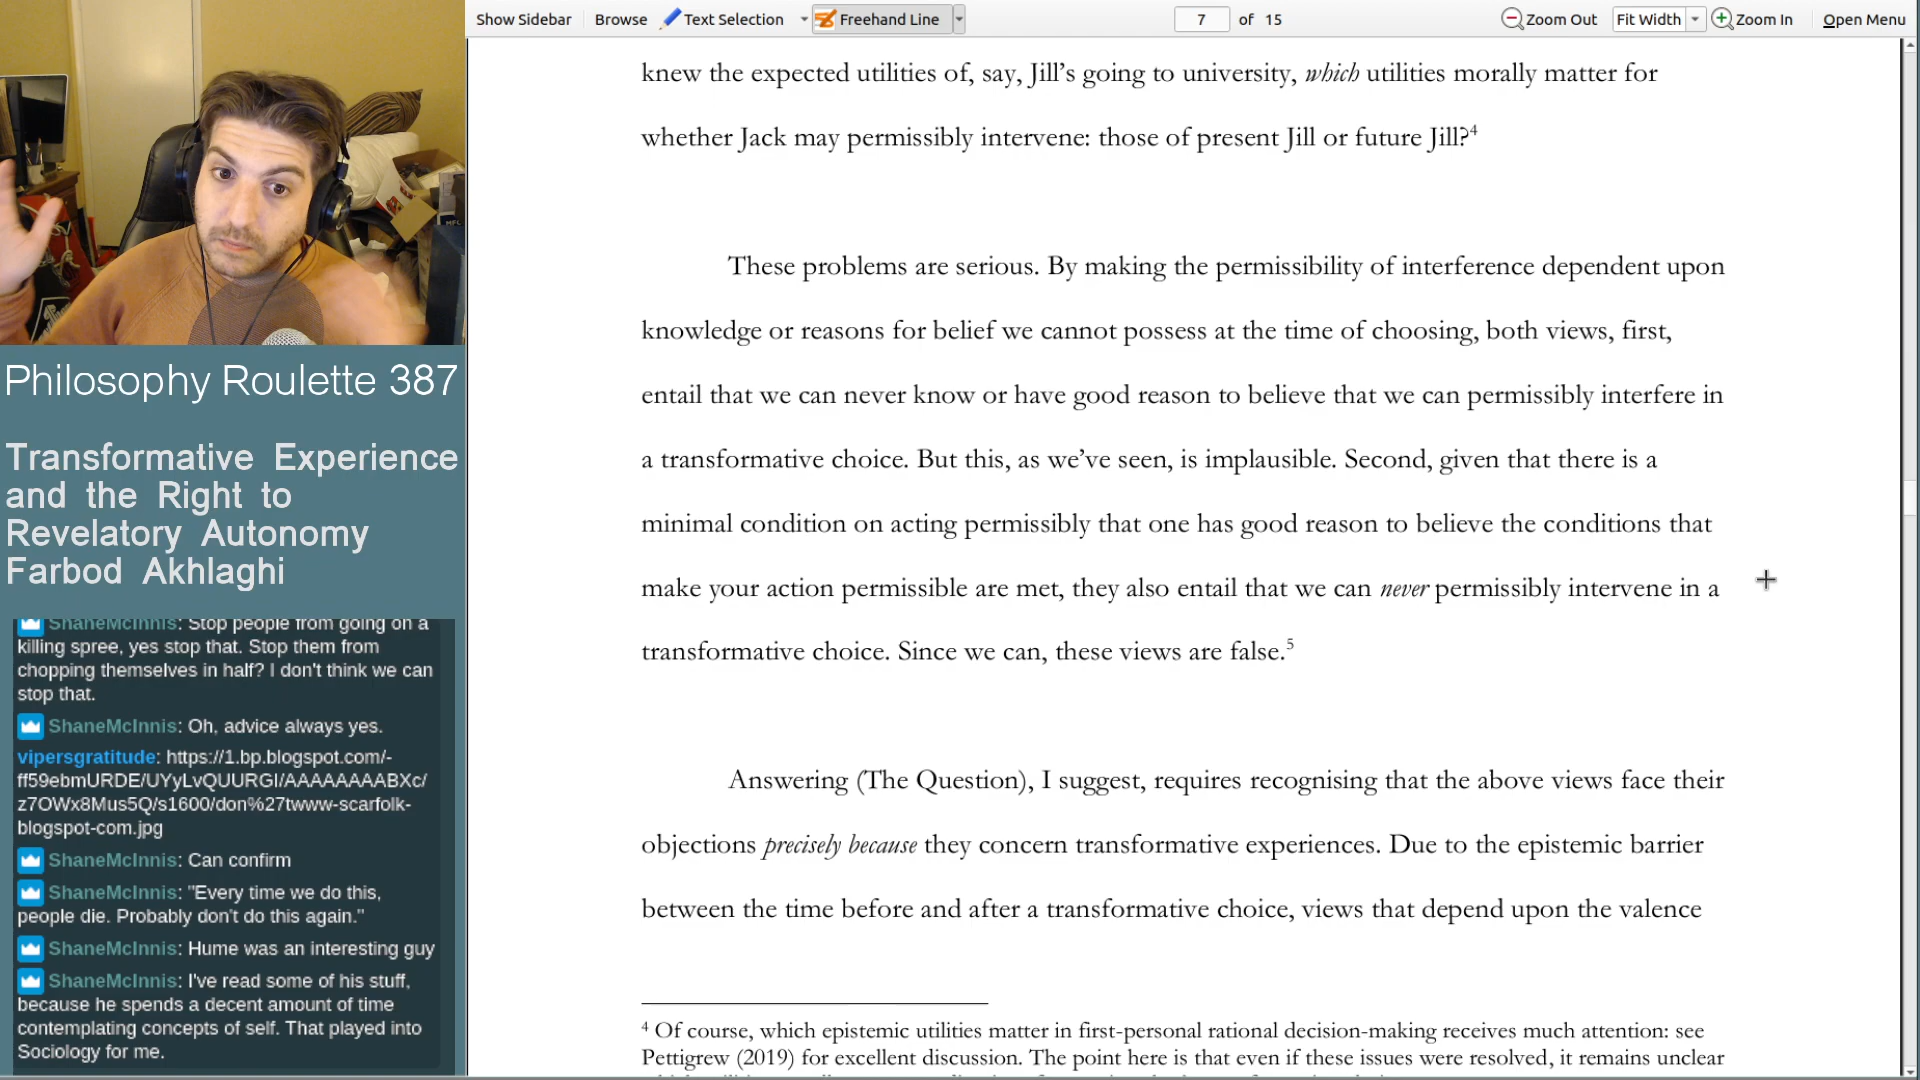 Show Sidebar
Browse
Text Selection
Freehand Line
7 of 15
Zoom Out
Fit Width
Zoom In
Open Menu
knew the expected utilities of, say, Jill’s going to university, which utilities morally matter for
whether Jack may permissibly intervene: those of present Jill or future Jill?4
These problems are serious. By making the permissibility of interference dependent upon
knowledge or reasons for belief we cannot possess at the time of choosing, both views, first,
entail that we can never know or have good reason to believe that we can permissibly interfere in
a transformative choice. But this, as we’ve seen, is implausible. Second, given that there is a
minimal condition on acting permissibly that one has good reason to believe the conditions that
make your action permissible are met, they also entail that we can never permissibly intervene in a
transformative choice. Since we can, these views are false.5
Answering (The Question), I suggest, requires recognising that the above views face their
objections precisely because they concern transformative experiences. Due to the epistemic barrier
between the time before and after a transformative choice, views that depend upon the valence
4 Of course, which epistemic utilities matter in first-personal rational decision-making receives much attention: see
Pettigrew (2019) for excellent discussion. The point here is that even if these issues were resolved, it remains unclear
Philosophy Roulette 387
Transformative Experience
and the Right to
Revelatory Autonomy
Farbod Akhlaghi
ShaneMcInnis: Stop people from going on a
killing spree, yes stop that. Stop them from
chopping themselves in half? I don't think we can
stop that.
ShaneMcInnis: Oh, advice always yes.
vipersgratitude: https://1.bp.blogspot.com/-
ff59ebmURDE/UYyLvQUURGI/AAAAAAAABXc/
z7OWx8Mus5Q/s1600/don%27twww-scarfolk-
blogspot-com.jpg
ShaneMcInnis: Can confirm
ShaneMcInnis: "Every time we do this,
people die. Probably don't do this again."
ShaneMcInnis: Hume was an interesting guy
ShaneMcInnis: I've read some of his stuff,
because he spends a decent amount of time
contemplating concepts of self. That played into
Sociology for me.